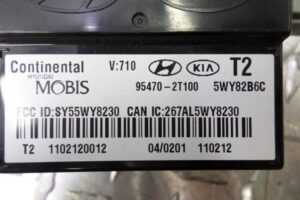 Continental V:710 HYUNDAI KIA T2
HYUNDAI
MOBIS 95470-2T100 5WY82B6C
FCC ID:SY55WY8230 CAN IC:267AL5WY8230
T2 1102120012 04/0201 110212